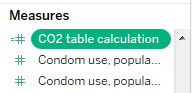 Measures
CO2 table calculation
Condom use, popula...
Condom use, popula...